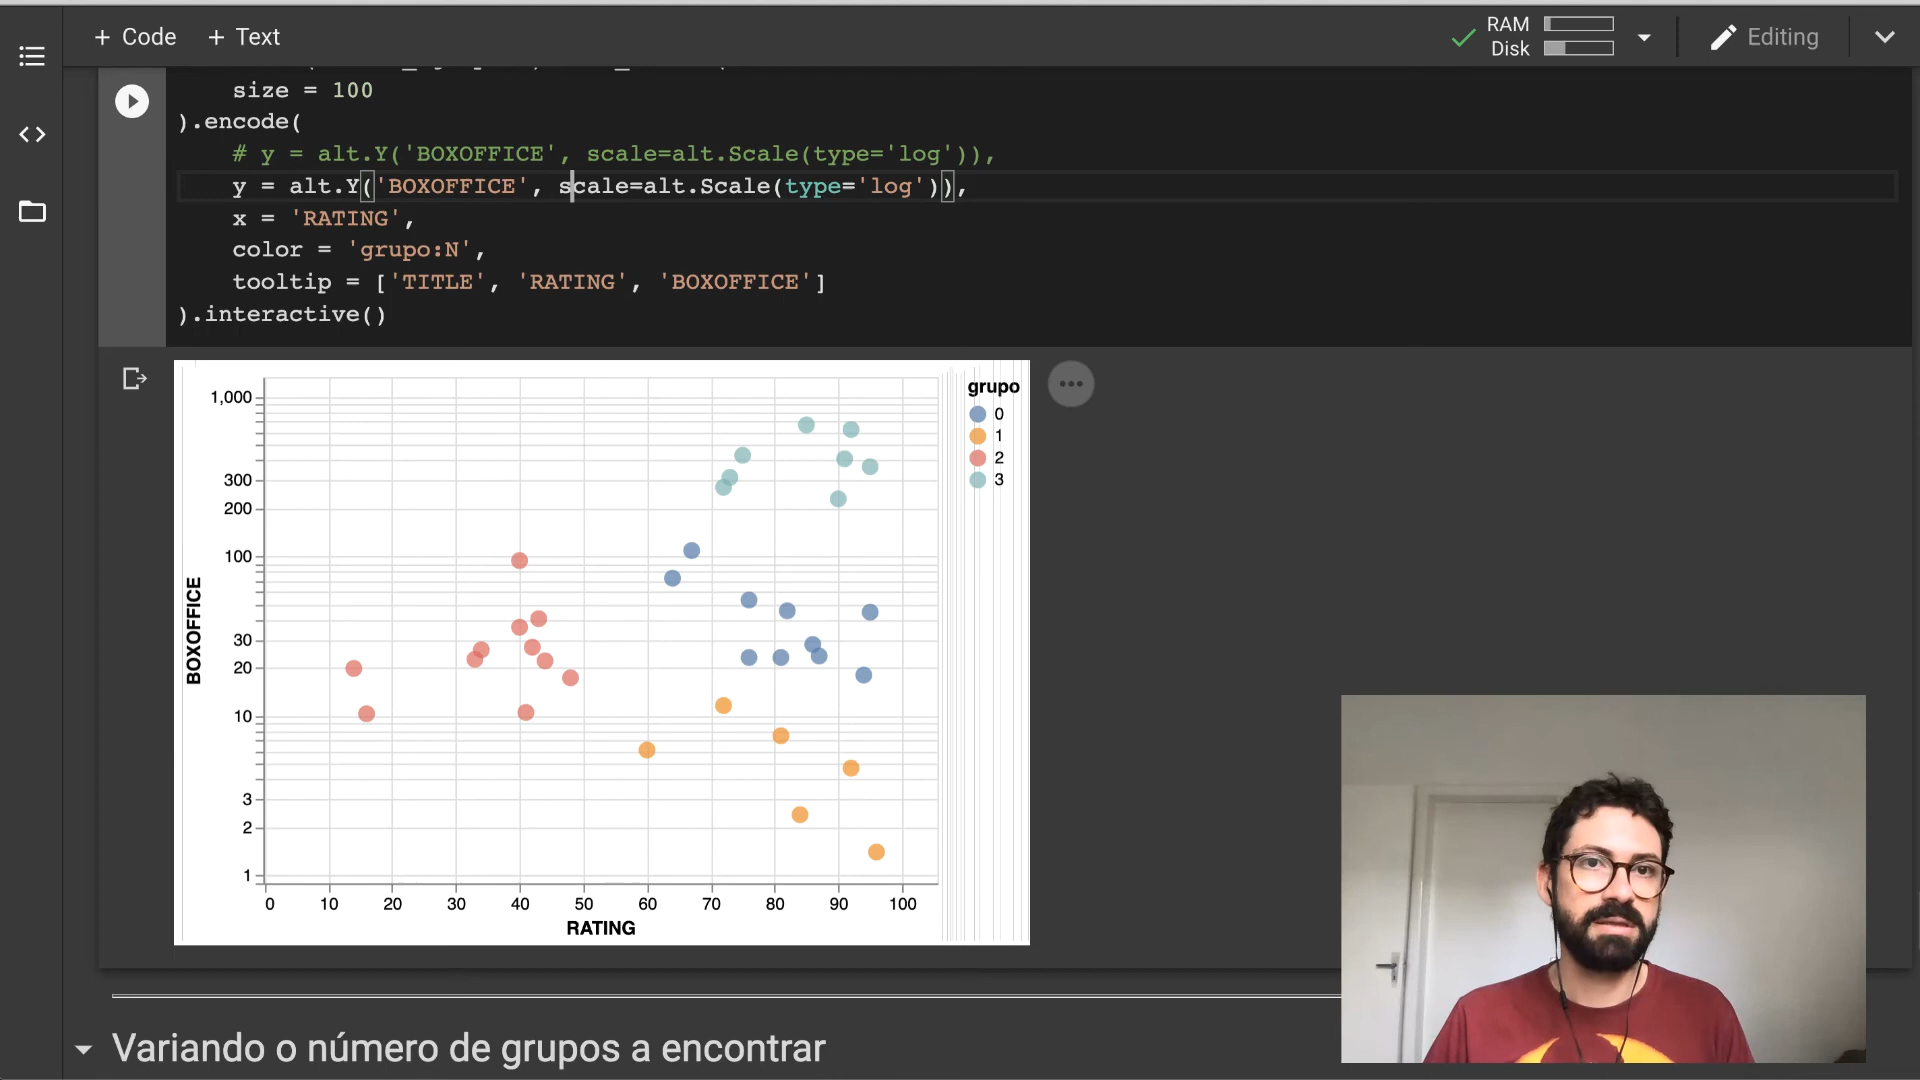 + Code + Text
RAM
Disk
Editing
size = 100
).encode(
# y = alt.Y('BOXOFFICE', scale=alt.Scale(type='log')),
y = alt.Y('BOXOFFICE', scale=alt.Scale(type='log')),
x = 'RATING',
color = 'grupo:N',
tooltip = ['TITLE', 'RATING', 'BOXOFFICE']
).interactive()
grupo
0
1
2
3
1,000
300
200
100
30
20
10
3
2
1
BOXOFFICE
0 10 20 30 40 50 60 70 80 90 100
RATING
Variando o número de grupos a encontrar